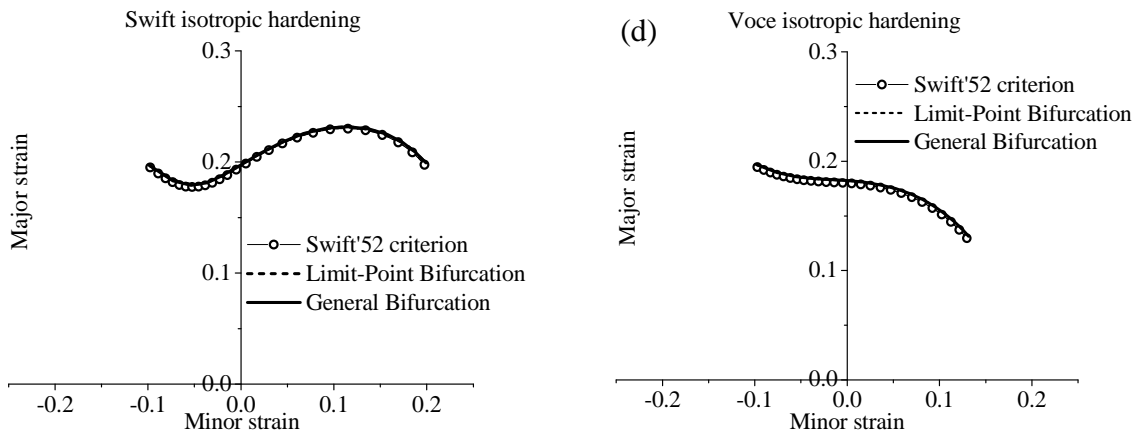 Swift isotropic hardening
0.3
0.2
0.1
0.0
Major strain
Swift'52 criterion
Limit-Point Bifurcation
General Bifurcation
-0.2 -0.1 0.0 0.1 0.2
Minor strain
(d)
Voce isotropic hardening
0.3
0.2
0.1
0.0
Major strain
Swift'52 criterion
Limit-Point Bifurcation
General Bifurcation
-0.2 -0.1 0.0 0.1 0.2
Minor strain